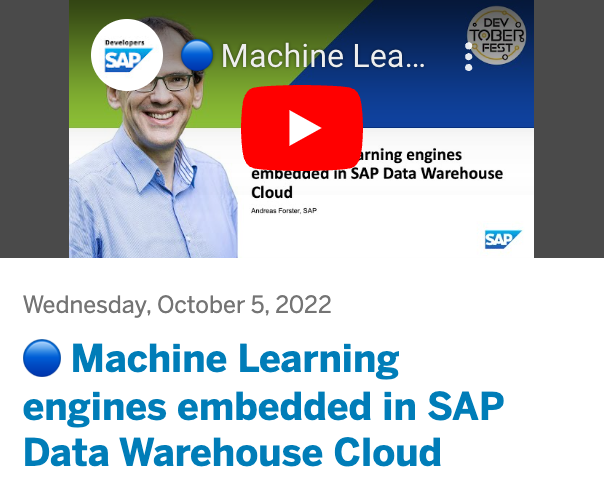 Developers
SAP
Machine Lea...
DEV
TOBER
FEST
arning engines
embedded in SAP Data Warehouse
Cloud
Andreas Forster, SAP
SAP
Wednesday, October 5, 2022
Machine Learning
engines embedded in SAP
Data Warehouse Cloud